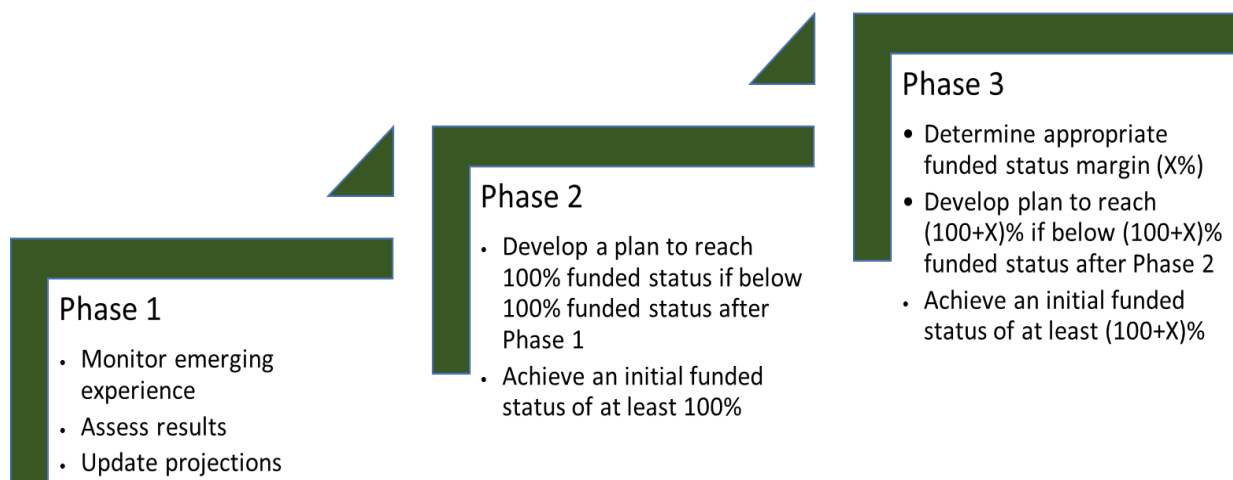 Phase 1
• Monitor emerging
experience
• Assess results
• Update projections
Phase 2
• Develop a plan to reach
100% funded status if below
100% funded status after
Phase 1
• Achieve an initial funded
status of at least 100%
Phase 3
• Determine appropriate
funded status margin (X%)
• Develop plan to reach
(100+X)% if below (100+X)%
funded status after Phase 2
• Achieve an initial funded
status of at least (100+X)%